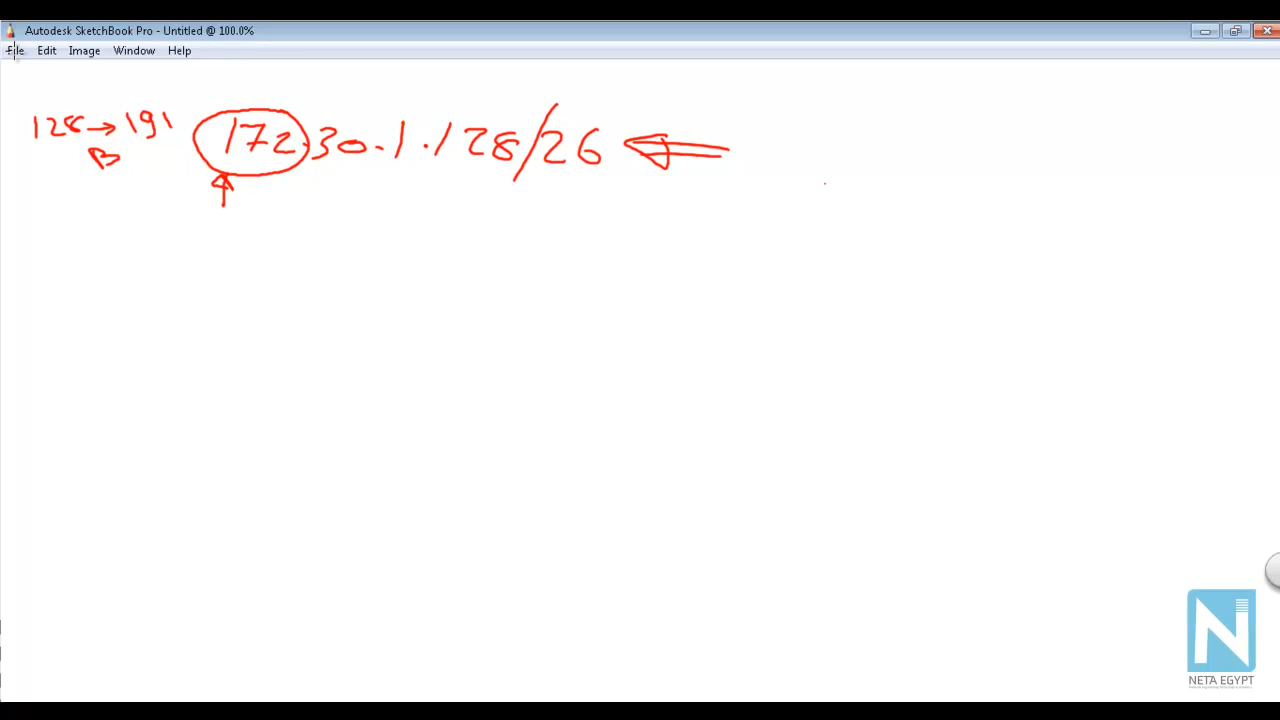 Autodesk SketchBook Pro - Untitled @ 100.0%
File Edit Image Window Help
128→191 172.30.1.128/26
B
NETA EGYPT